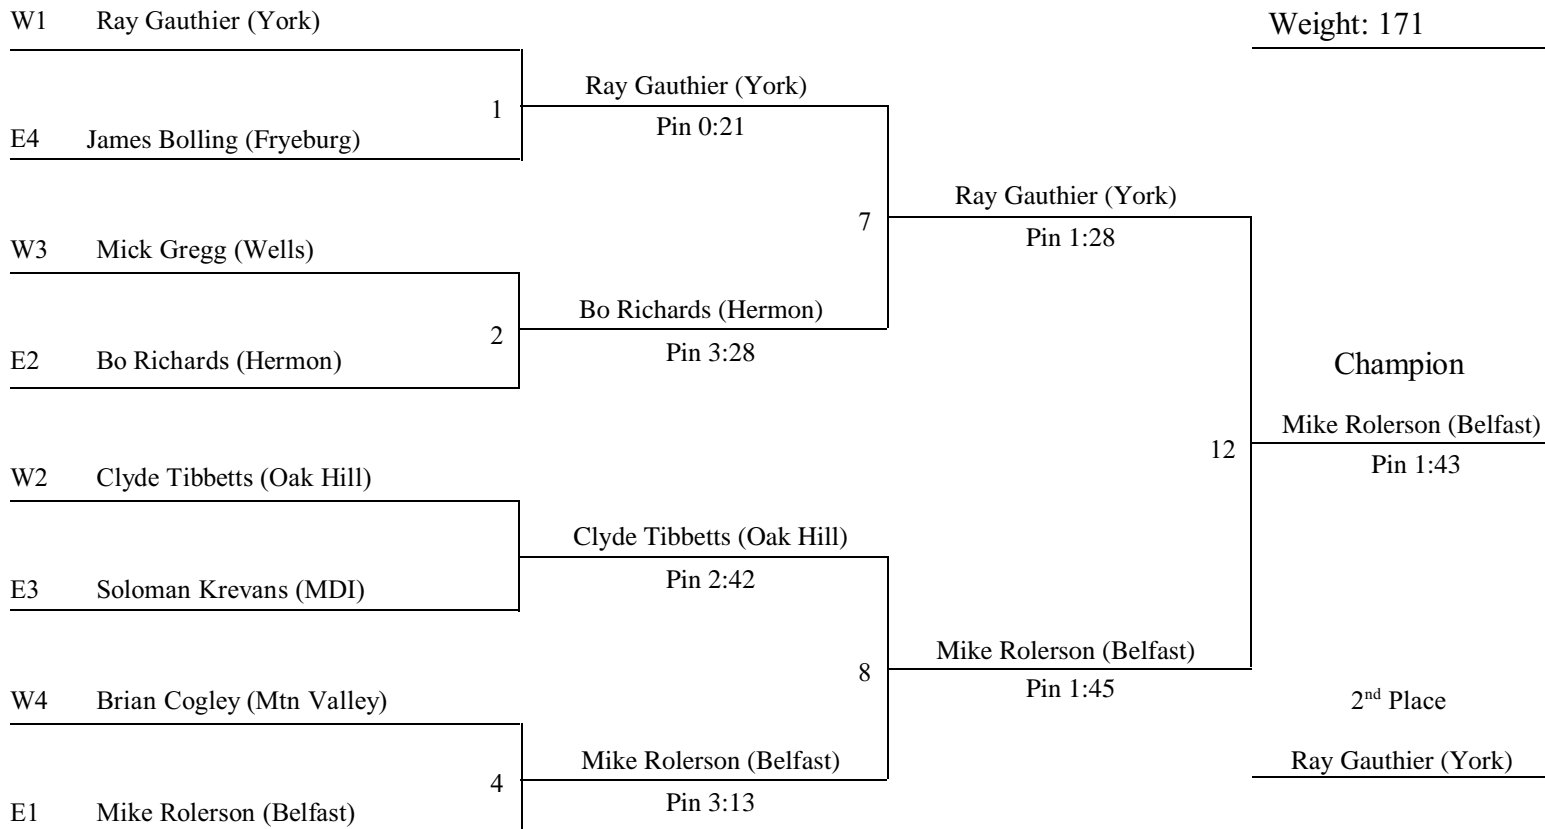 W1 Ray Gauthier (York)
Weight: 171
Ray Gauthier (York)
1
Pin 0:21
E4 James Bolling (Fryeburg)
Ray Gauthier (York)
7
Pin 1:28
W3 Mick Gregg (Wells)
Bo Richards (Hermon)
2
Pin 3:28
E2 Bo Richards (Hermon)
Champion
Mike Rolerson (Belfast)
12
Pin 1:43
W2 Clyde Tibbetts (Oak Hill)
Clyde Tibbetts (Oak Hill)
Pin 2:42
E3 Soloman Krevans (MDI)
Mike Rolerson (Belfast)
8
Pin 1:45
W4 Brian Cogley (Mtn Valley)
2nd Place
Mike Rolerson (Belfast)
Ray Gauthier (York)
4
Pin 3:13
E1 Mike Rolerson (Belfast)